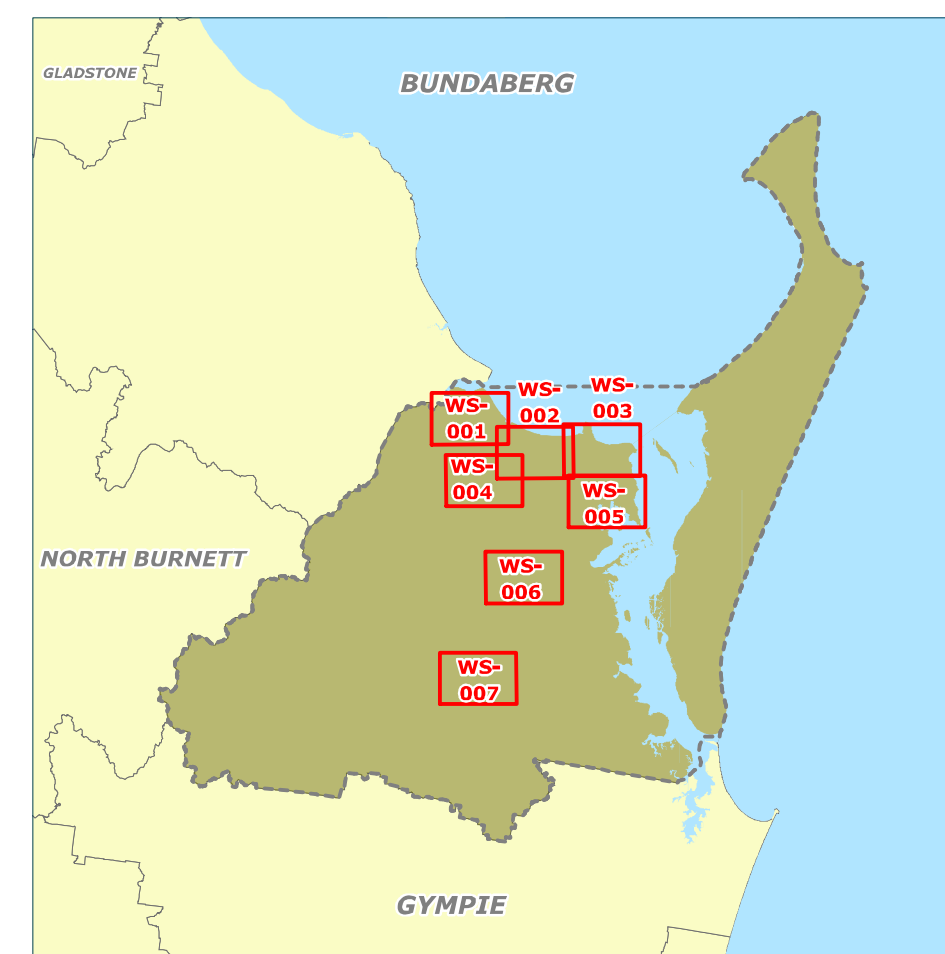 GLADSTONE
BUNDABERG
WS-
003
WS-
002
WS-
001
WS-
004
WS-
005
NORTH BURNETT
WS-
006
WS-
007
GYMPIE